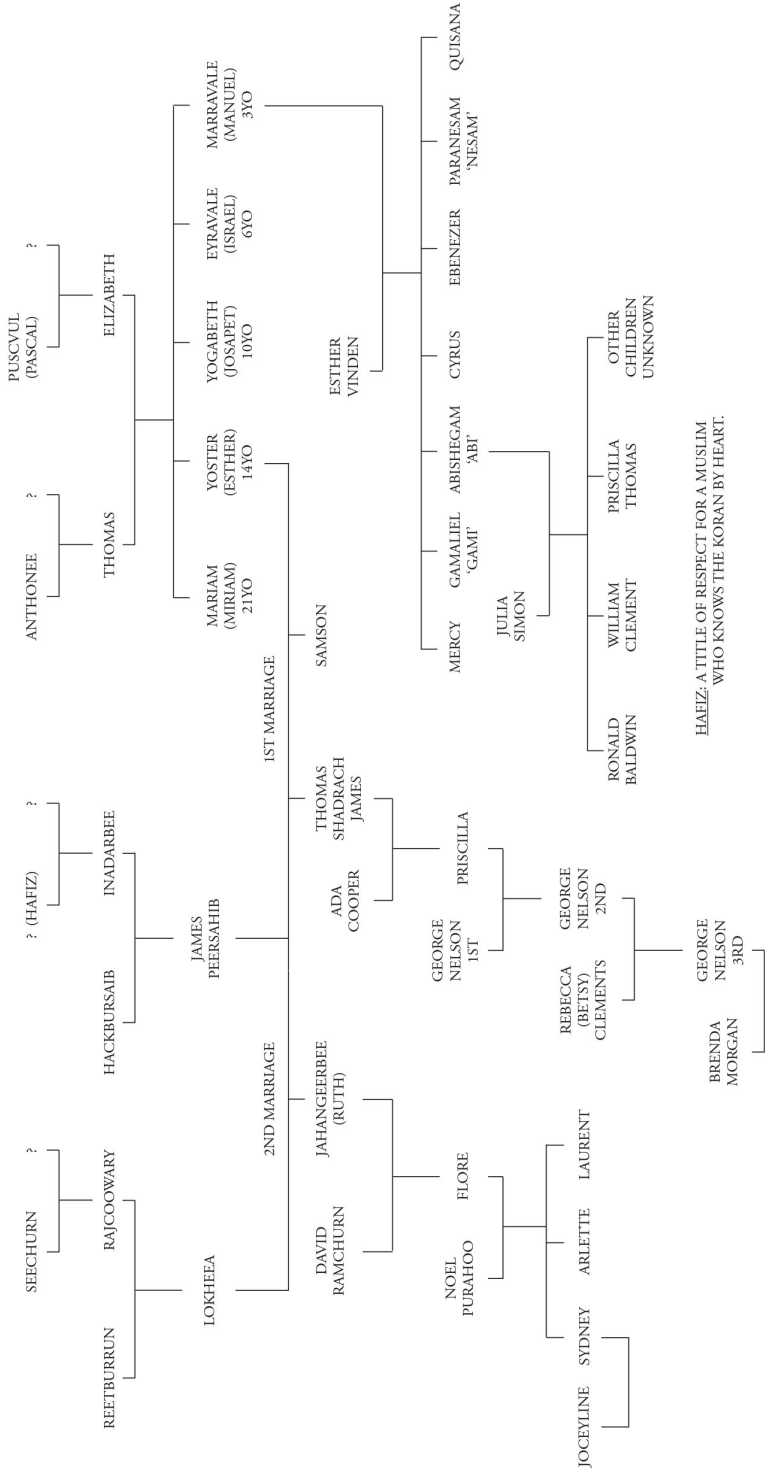 SEECHURN
?
? (HAFIZ)
?
ANTHONEE
?
PUSCVUL
(PASCAL)
?
REETBURRUN
RAJCOOWARY
HACKBURSAIB
INADARBEE
THOMAS
ELIZABETH
LOKHEEA
JAMES
PEERSAHIB
MARIAM
(MIRIAM)
21YO
YOSTER
(ESTHER)
14YO
YOGABETH
(JOSAPET)
10YO
EYRAVALE
(ISRAEL)
6YO
MARRAVALE
(MANUEL)
3YO
2ND MARRIAGE
1ST MARRIAGE
DAVID
RAMCHURN
JAHANGEERBEE
(RUTH)
THOMAS
SHADRACH
JAMES
SAMSON
ESTHER
VINDEN
ADA
COOPER
FLORE
PRISCILLA
MERCY
GAMALIEL
‘GAMI’
ABISHEGAM
‘ABI’
CYRUS
EBENEZER
PARANESAM
‘NESAM’
QUISANA
NOEL
PURAHOO
GEORGE
NELSON
1ST
JULIA
SIMON
JOCEYLINE
SYDNEY
ARLETTE
LAURENT
REBECCA
(BETSY)
CLEMENTS
GEORGE
NELSON
2ND
RONALD
BALDWIN
WILLIAM
CLEMENT
PRISCILLA
THOMAS
OTHER
CHILDREN
UNKNOWN
BRENDA
MORGAN
GEORGE
NELSON
3RD
HAFIZ: A TITLE OF RESPECT FOR A MUSLIM
WHO KNOWS THE KORAN BY HEART.